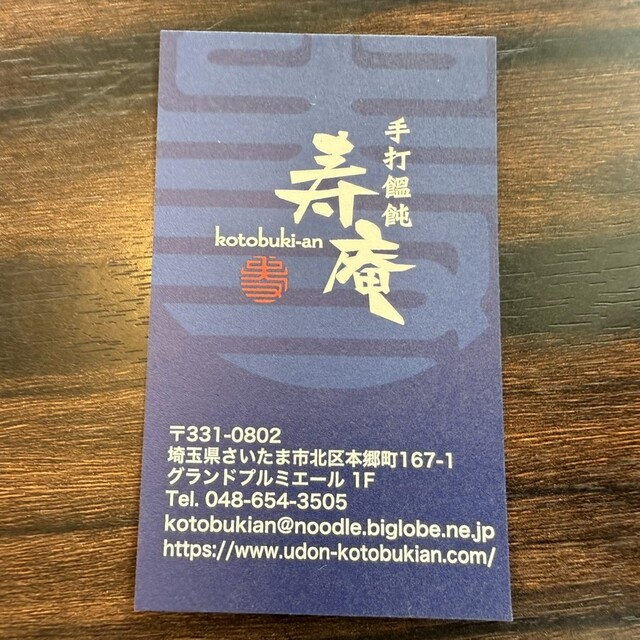 手打饂飩
寿庵
kotobuki-an
〒331-0802
埼玉県さいたま市北区本郷町167-1
グランドプルミエール 1F
Tel. 048-654-3505
kotobukian@noodle.biglobe.ne.jp
https://www.udon-kotobukian.com/